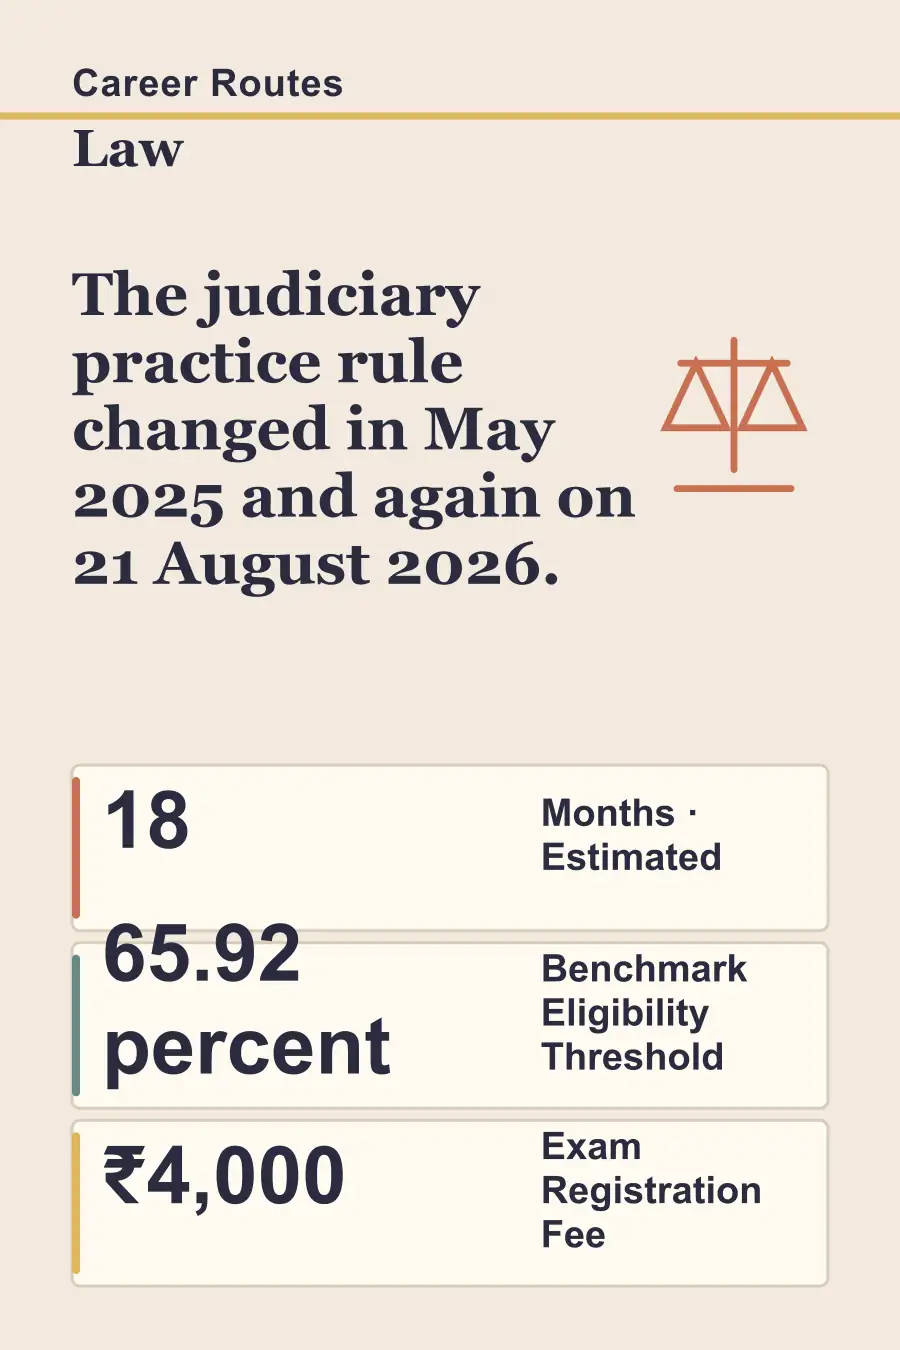 Career Routes
Law
The judiciary
practice rule
changed in May
2025 and again on
21 August 2026.
18
Months ·
Estimated
65.92
percent
Benchmark
Eligibility
Threshold
₹4,000
Exam
Registration
Fee